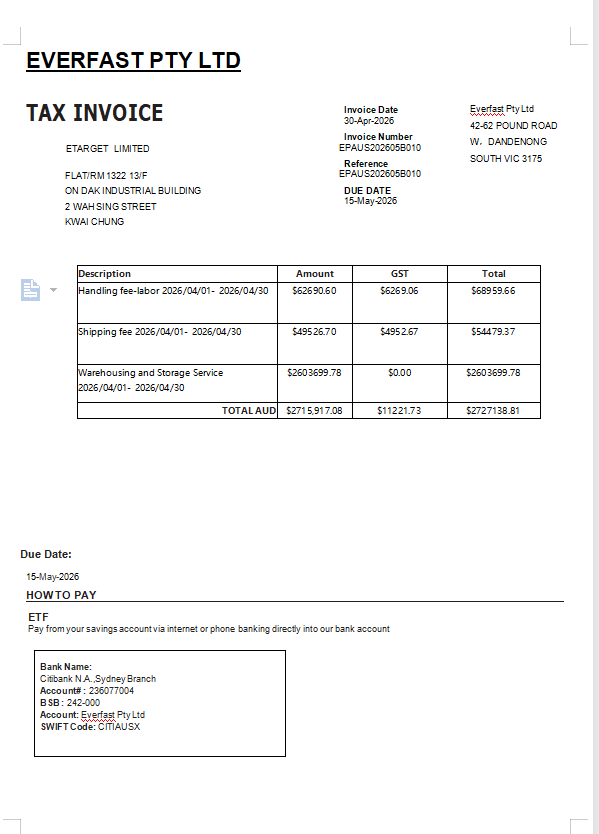 EVERFAST PTY LTD
TAX INVOICE
ETARGET LIMITED
FLAT/RM 1322 13/F
ON DAK INDUSTRIAL BUILDING
2 WAH SING STREET
KWAI CHUNG
Invoice Date
30-Apr-2026
Invoice Number
EPAUS202605B010
Reference
EPAUS202605B010
DUE DATE
15-May-2026
Everfast Pty Ltd
42-62 POUND ROAD
W，DANDENONG
SOUTH VIC 3175
Description Amount GST Total
Handling fee-labor 2026/04/01- 2026/04/30 $62690.60 $6269.06 $68959.66
Shipping fee 2026/04/01- 2026/04/30 $49526.70 $4952.67 $54479.37
Warehousing and Storage Service $2603699.78 $0.00 $2603699.78
2026/04/01- 2026/04/30
TOTAL AUD $2715,917.08 $11221.73 $2727138.81
Due Date:
15-May-2026
HOW TO PAY
ETF
Pay from your savings account via internet or phone banking directly into our bank account
Bank Name:
Citibank N.A.,Sydney Branch
Account# : 236077004
BSB : 242-000
Account: Everfast Pty Ltd
SWIFT Code: CITIAUSX